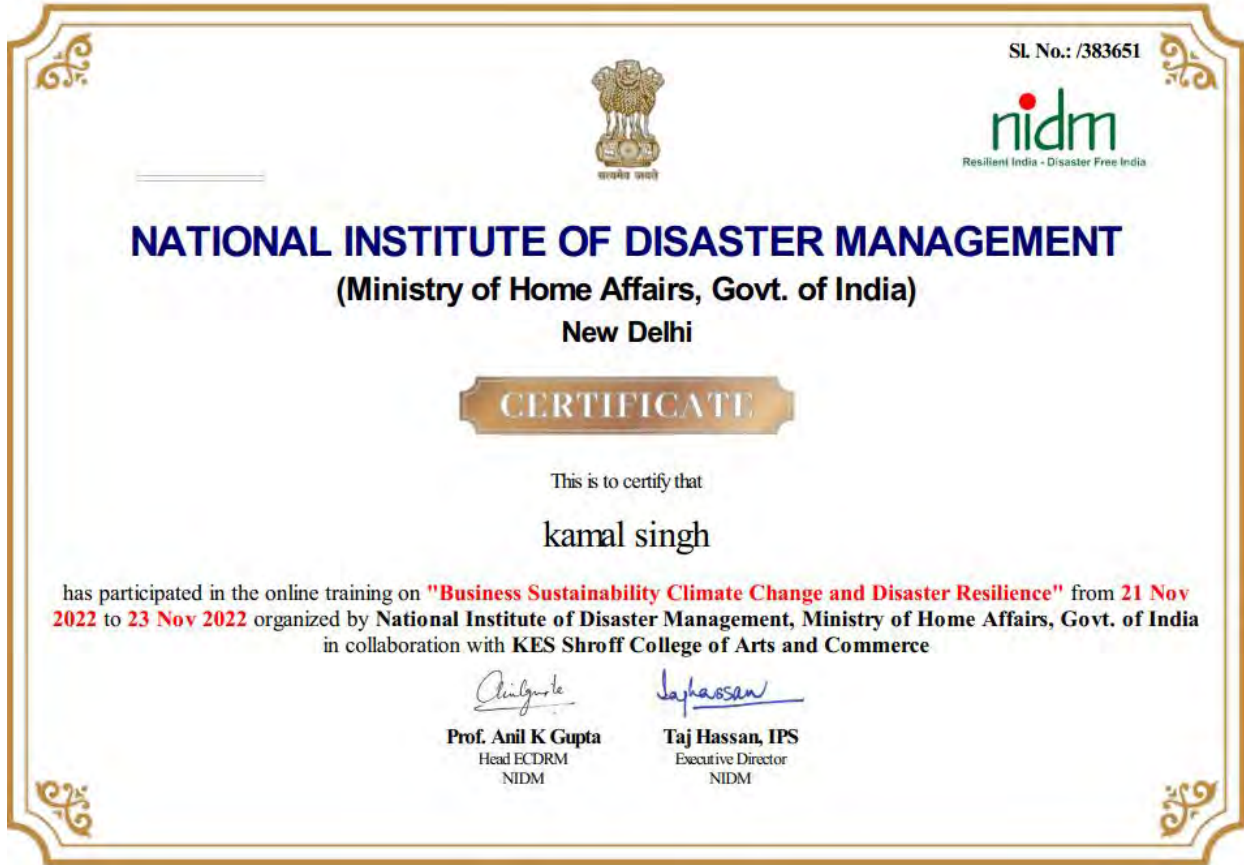 Sl. No.: /383651
सत्यमेव जयते
nidm
Resilient India - Disaster Free India
NATIONAL INSTITUTE OF DISASTER MANAGEMENT
(Ministry of Home Affairs, Govt. of India)
New Delhi
CERTIFICATE
This is to certify that
kamal singh
has participated in the online training on "Business Sustainability Climate Change and Disaster Resilience" from 21 Nov
2022 to 23 Nov 2022 organized by National Institute of Disaster Management, Ministry of Home Affairs, Govt. of India
in collaboration with KES Shroff College of Arts and Commerce
Tajhassan
Prof. Anil K Gupta Taj Hassan, IPS
Head ECDRM Executive Director
NIDM NIDM